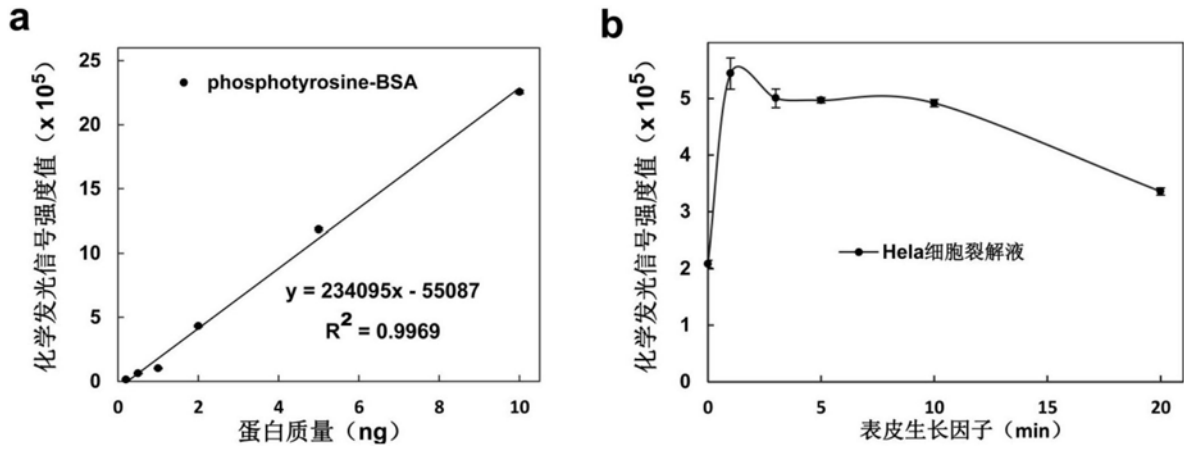 a
化学发光信号强度值（x 10⁵）
25
20
15
10
5
0
phosphotyrosine-BSA
y = 234095x - 55087
R² = 0.9969
0 2 4 6 8 10
蛋白质量（ng）
b
化学发光信号强度值（x 10⁵）
6
5
4
3
2
1
0
Hela细胞裂解液
0 5 10 15 20
表皮生长因子（min）